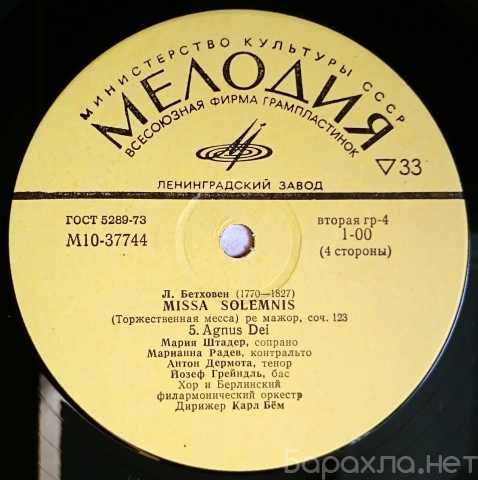 МИНИСТЕРСТВО КУЛЬТУРЫ СССР
МЕЛОДИЯ
ВСЕСОЮЗНАЯ ФИРМА ГРАМПЛАСТИНОК
ЛЕНИНГРАДСКИЙ ЗАВОД
▽33
ГОСТ 5289-73
М10-37744
вторая гр-4
1-00
(4 стороны)
Л. Бетховен (1770—1827)
MISSA SOLEMNIS
(Торжественная месса) ре мажор, соч. 123
5. Agnus Dei
Мария Штадер, сопрано
Марианна Радев, контральто
Антон Дермота, тенор
Йозеф Грейндль, бас
Хор и Берлинский
филармонический оркестр
Дирижер Карл Бём
Барахла.нет